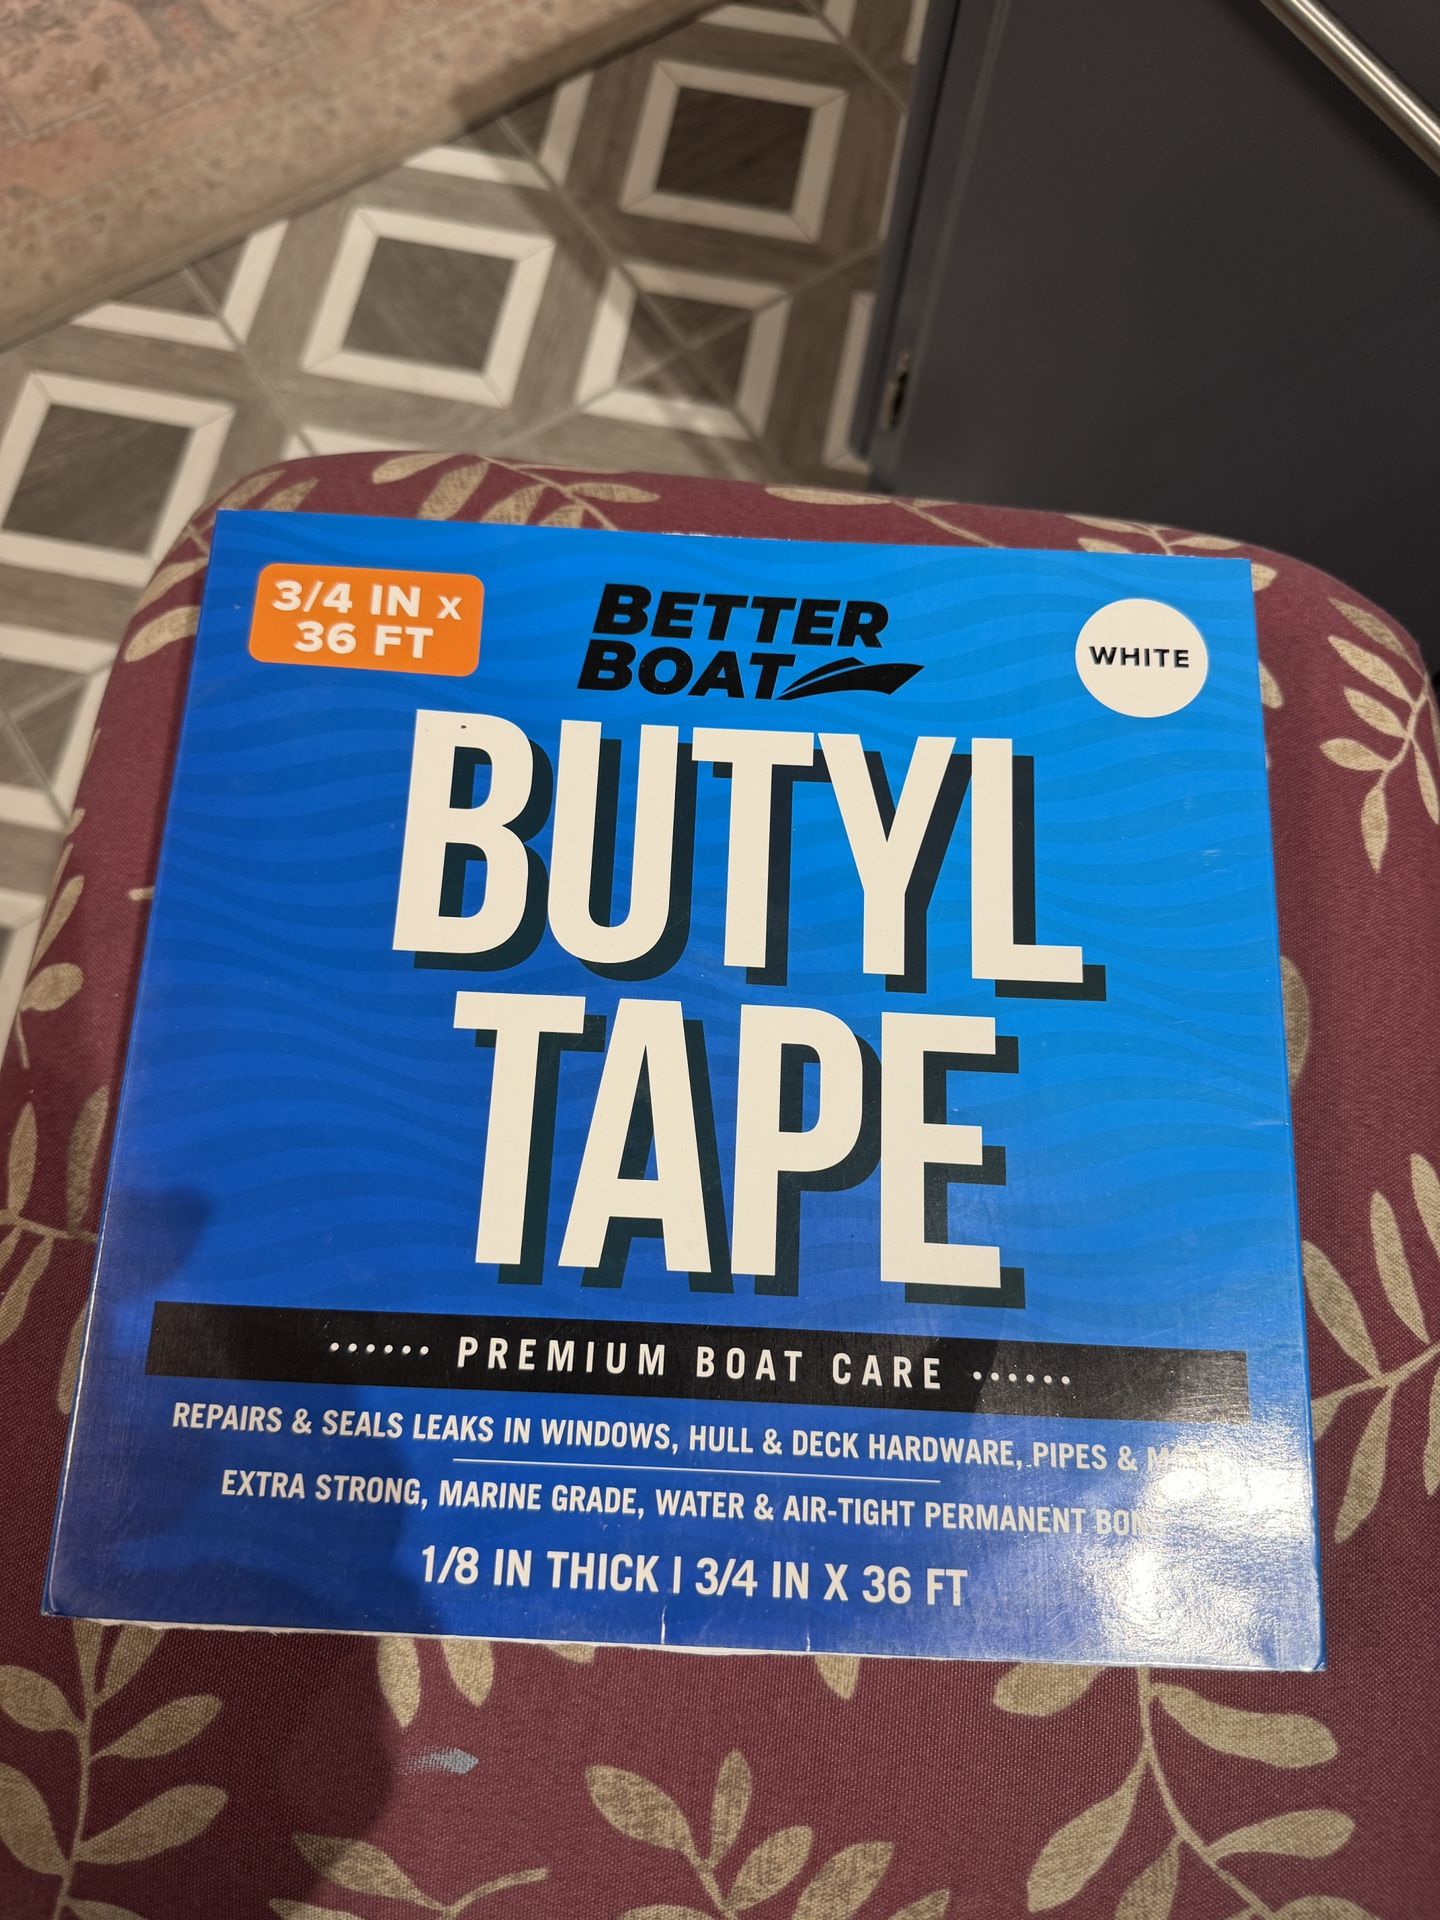 3/4 IN X
36 FT
BETTER
BOAT
WHITE
BUTYL
TAPE
PREMIUM BOAT CARE
REPAIRS & SEALS LEAKS IN WINDOWS, HULL & DECK HARDWARE, PIPES &
EXTRA STRONG, MARINE GRADE, WATER & AIR-TIGHT PERMANENT
1/8 IN THICK | 3/4 IN X 36 FT